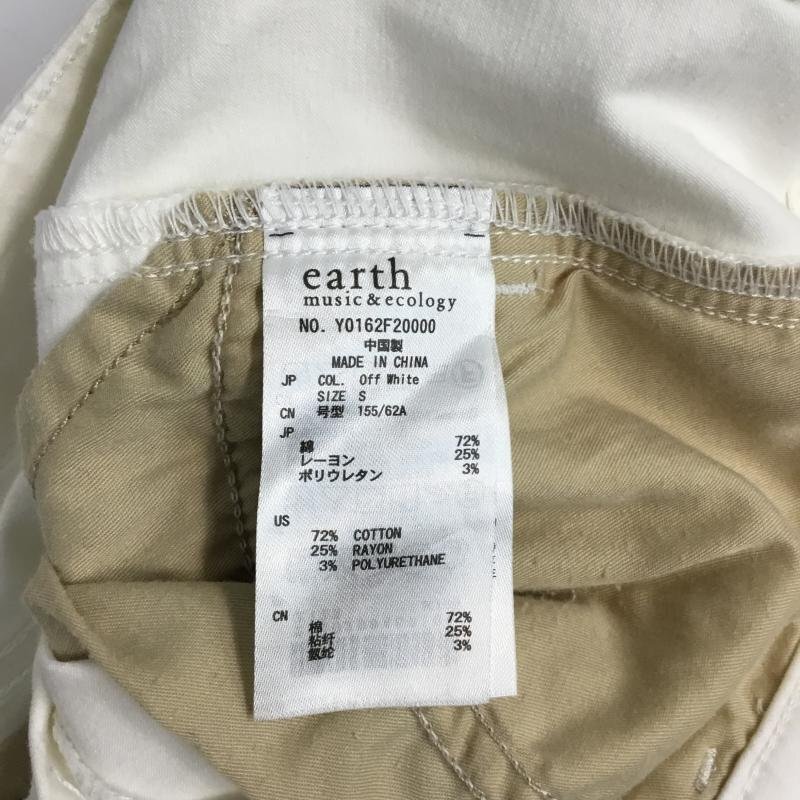 earth
music & ecology
NO. Y0162F20000
中国製
MADE IN CHINA
JP COL. Off White
SIZE S
CN 号型 155/62A
JP
綿 72%
レーヨン 25%
ポリウレタン 3%
US
72% COTTON
25% RAYON
3% POLYURETHANE
CN
棉 72%
粘纤 25%
氨纶 3%